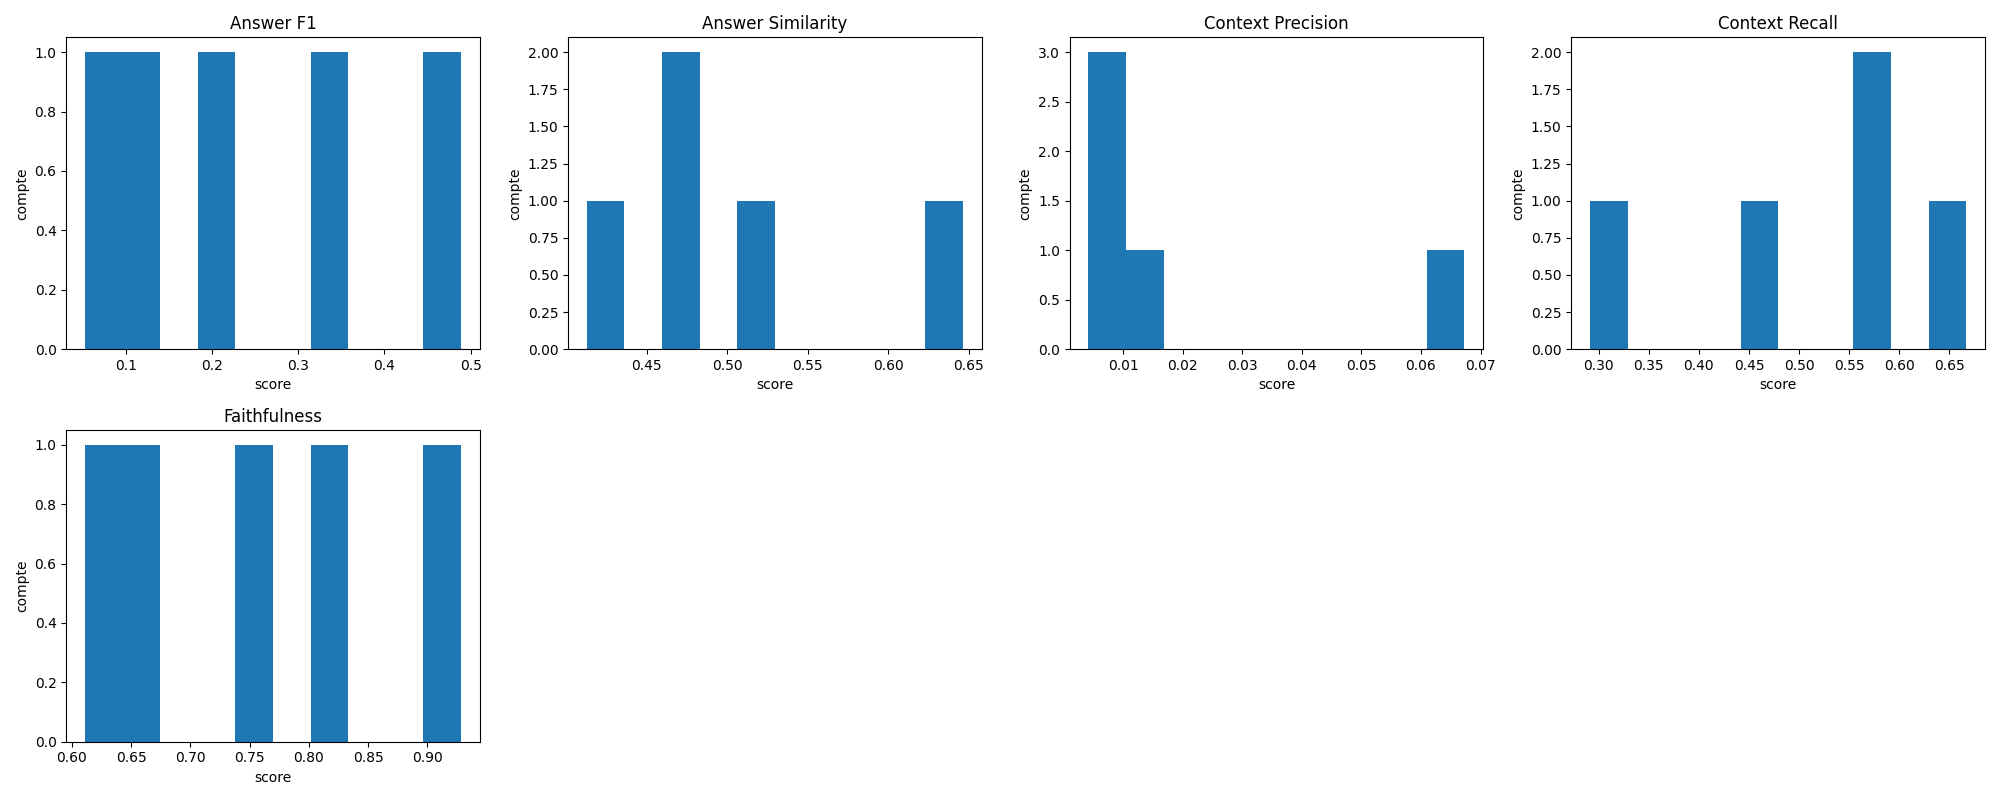 Answer F1
1.0
0.8
0.6
0.4
0.2
0.0
compte
0.1 0.2 0.3 0.4 0.5
score
Answer Similarity
2.00
1.75
1.50
1.25
1.00
0.75
0.50
0.25
0.00
compte
0.45 0.50 0.55 0.60 0.65
score
Context Precision
3.0
2.5
2.0
1.5
1.0
0.5
0.0
compte
0.01 0.02 0.03 0.04 0.05 0.06 0.07
score
Context Recall
2.00
1.75
1.50
1.25
1.00
0.75
0.50
0.25
0.00
compte
0.30 0.35 0.40 0.45 0.50 0.55 0.60 0.65
score
Faithfulness
1.0
0.8
0.6
0.4
0.2
0.0
compte
0.60 0.65 0.70 0.75 0.80 0.85 0.90
score